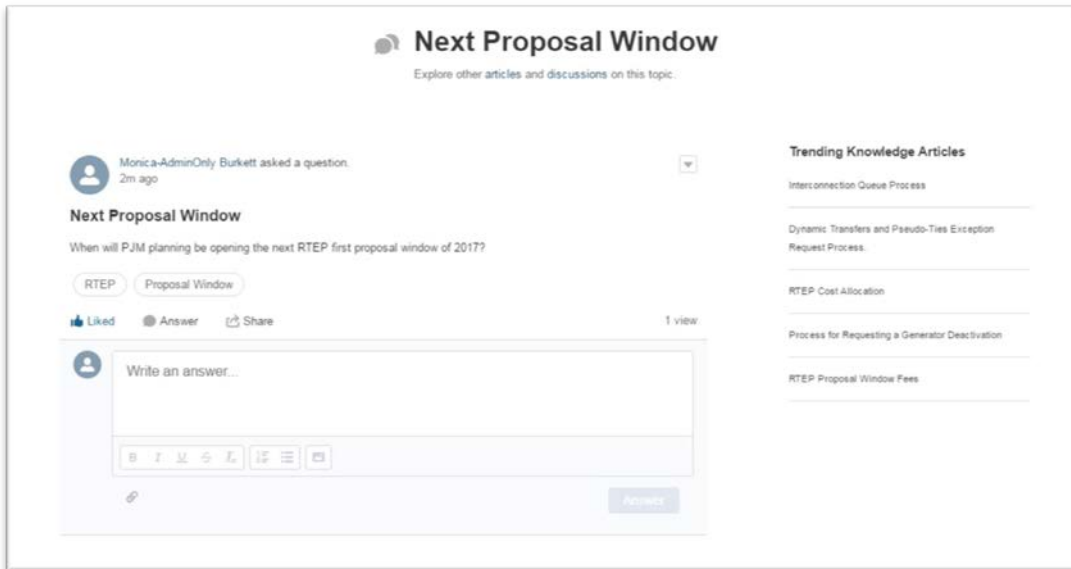 Next Proposal Window
Explore other articles and discussions on this topic.
Monica-AdminOnly Burkett asked a question.
2m ago
Next Proposal Window
When will PJM planning be opening the next RTEP first proposal window of 2017?
RTEP
Proposal Window
Liked
Answer
Share
1 view
Write an answer...
B I U S Tx
Answer
Trending Knowledge Articles
Interconnection Queue Process
Dynamic Transfers and Pseudo-Ties Exception
Request Process.
RTEP Cost Allocation
Process for Requesting a Generator Deactivation
RTEP Proposal Window Fees